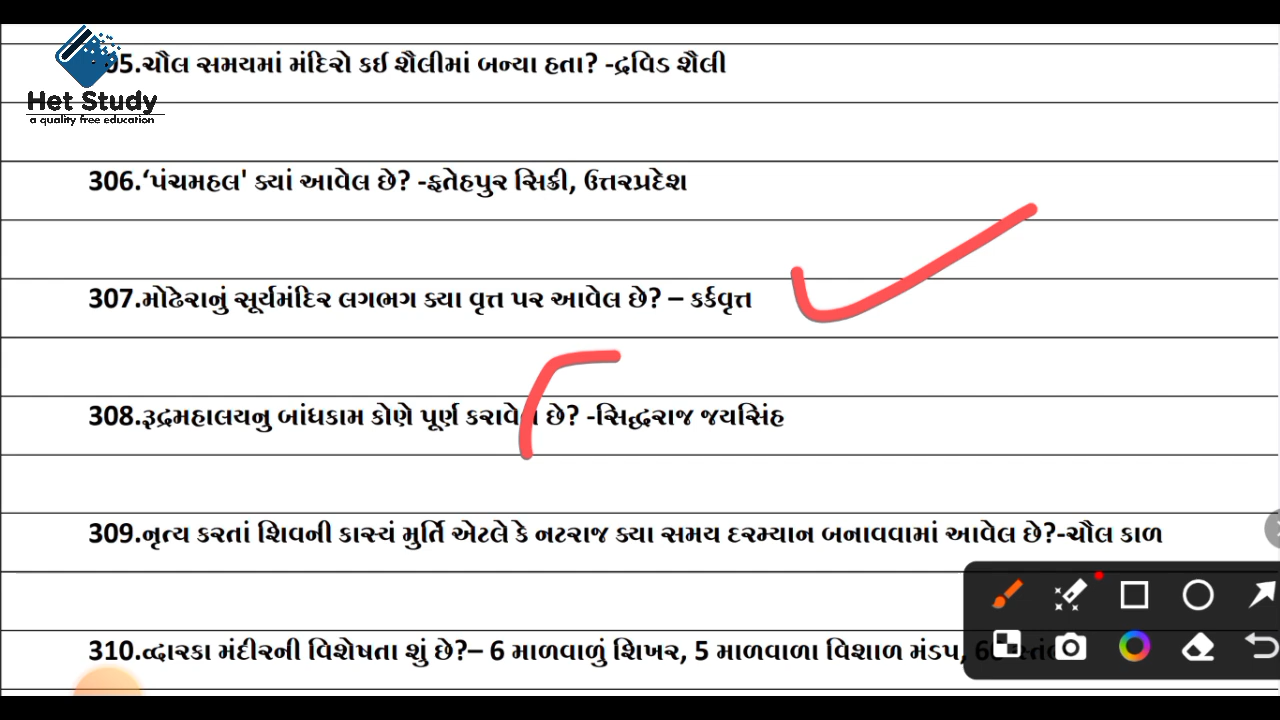 Het Study
a quality free education
05.ચૌલ સમયમાં મંદિરો કઈ શૈલીમાં બન્યા હતા? -દ્રવિડ શૈલી
306.‘પંચમહલ' ક્યાં આવેલ છે? -ફતેહપુર સિક્રી, ઉત્તરપ્રદેશ
307.મોઢેરાનું સૂર્યમંદિર લગભગ ક્યા વૃત્ત પર આવેલ છે? – કર્કવૃત્ત
308.રૂદ્રમહાલયનુ બાંધકામ કોણે પૂર્ણ કરાવેલ છે? -સિદ્ધરાજ જયસિંહ
309.નૃત્ય કરતાં શિવની કાસ્યં મુર્તિ એટલે કે નટરાજ ક્યા સમય દરમ્યાન બનાવવામાં આવેલ છે?-ચૌલ કાળ
310.વ્દારકા મંદીરની વિશેષતા શું છે?– 6 માળવાળું શિખર, 5 માળવાળા વિશાળ મંડપ,